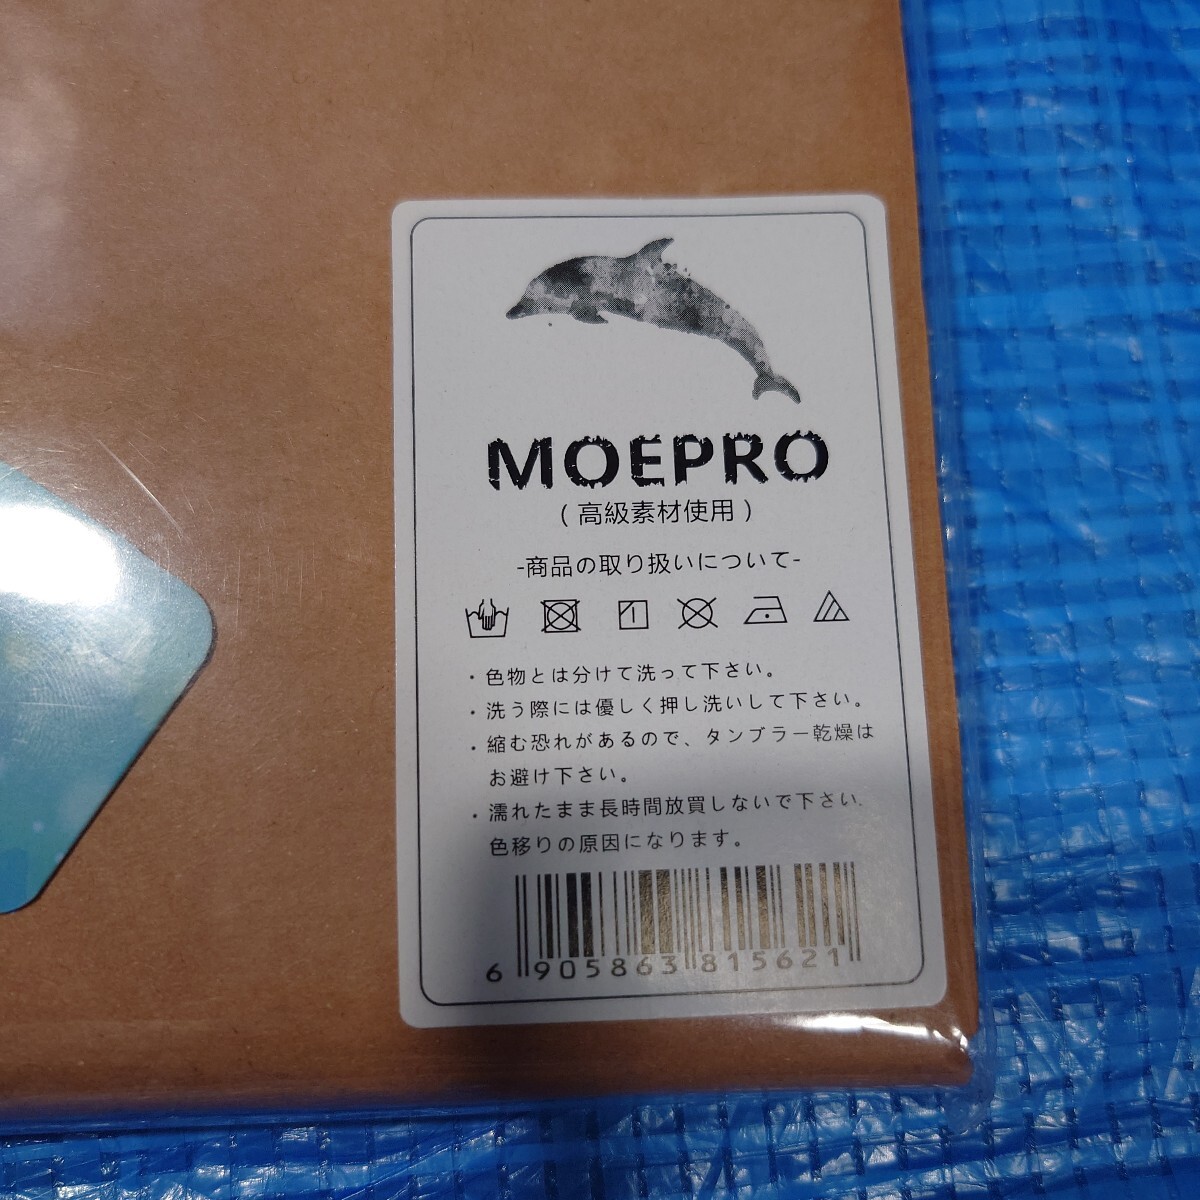 MOEPRO
(高級素材使用)
-商品の取り扱いについて-
・色物とは分けて洗って下さい。
・洗う際には優しく押し洗いして下さい。
・縮む恐れがあるので、タンブラー乾燥は
お避け下さい。
・濡れたまま長時間放買しないで下さい.
色移りの原因になります。
6 905863 815621